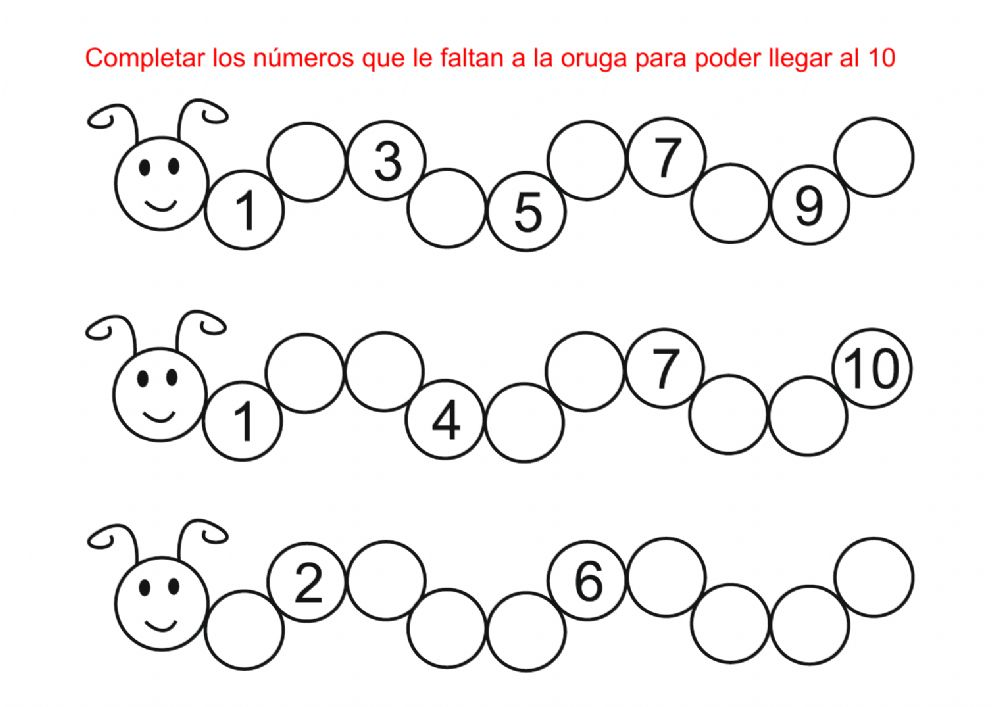 Completar los números que le faltan a la oruga para poder llegar al 10
1 3 5 7 9
1 4 7 10
2 6